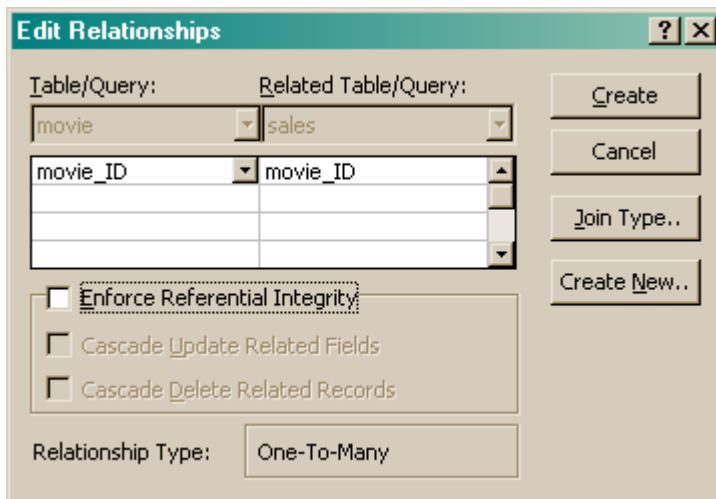 Edit Relationships
Table/Query: Related Table/Query:
movie sales
movie_ID movie_ID
Enforce Referential Integrity
Cascade Update Related Fields
Cascade Delete Related Records
Relationship Type: One-To-Many
Create
Cancel
Join Type..
Create New..